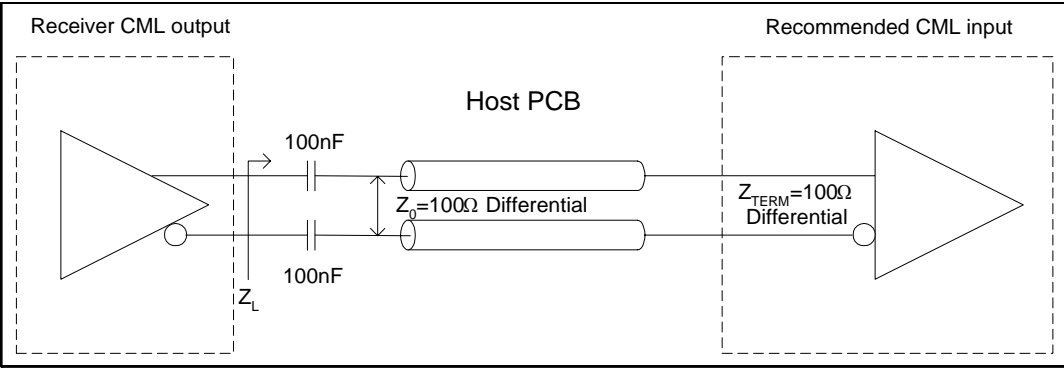 Receiver CML output
Recommended CML input
Host PCB
100nF
Z0=100Ω Differential
ZTERM=100Ω
Differential
100nF
ZL